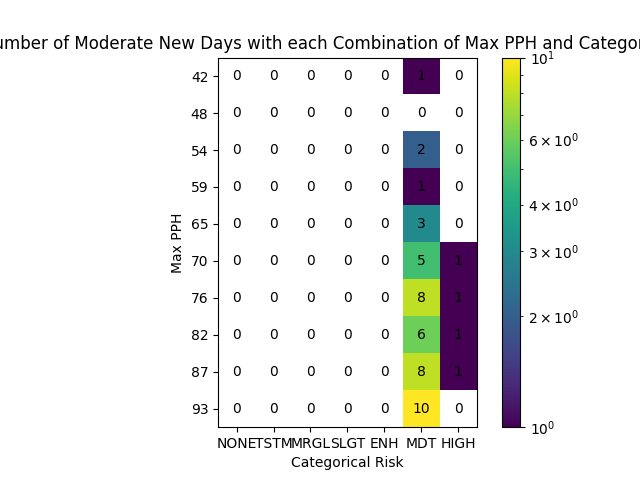 umber of Moderate New Days with each Combination of Max PPH and Categor
42 0 0 0 0 0 1 0
48 0 0 0 0 0 0 0
54 0 0 0 0 0 2 0
59 0 0 0 0 0 1 0
65 0 0 0 0 0 3 0
70 0 0 0 0 0 5 1
76 0 0 0 0 0 8 1
82 0 0 0 0 0 6 1
87 0 0 0 0 0 8 1
93 0 0 0 0 0 10 0
NONE TSTM MRGL SLGT ENH MDT HIGH
Categorical Risk
Max PPH
10¹
6 × 10⁰
4 × 10⁰
3 × 10⁰
2 × 10⁰
10⁰